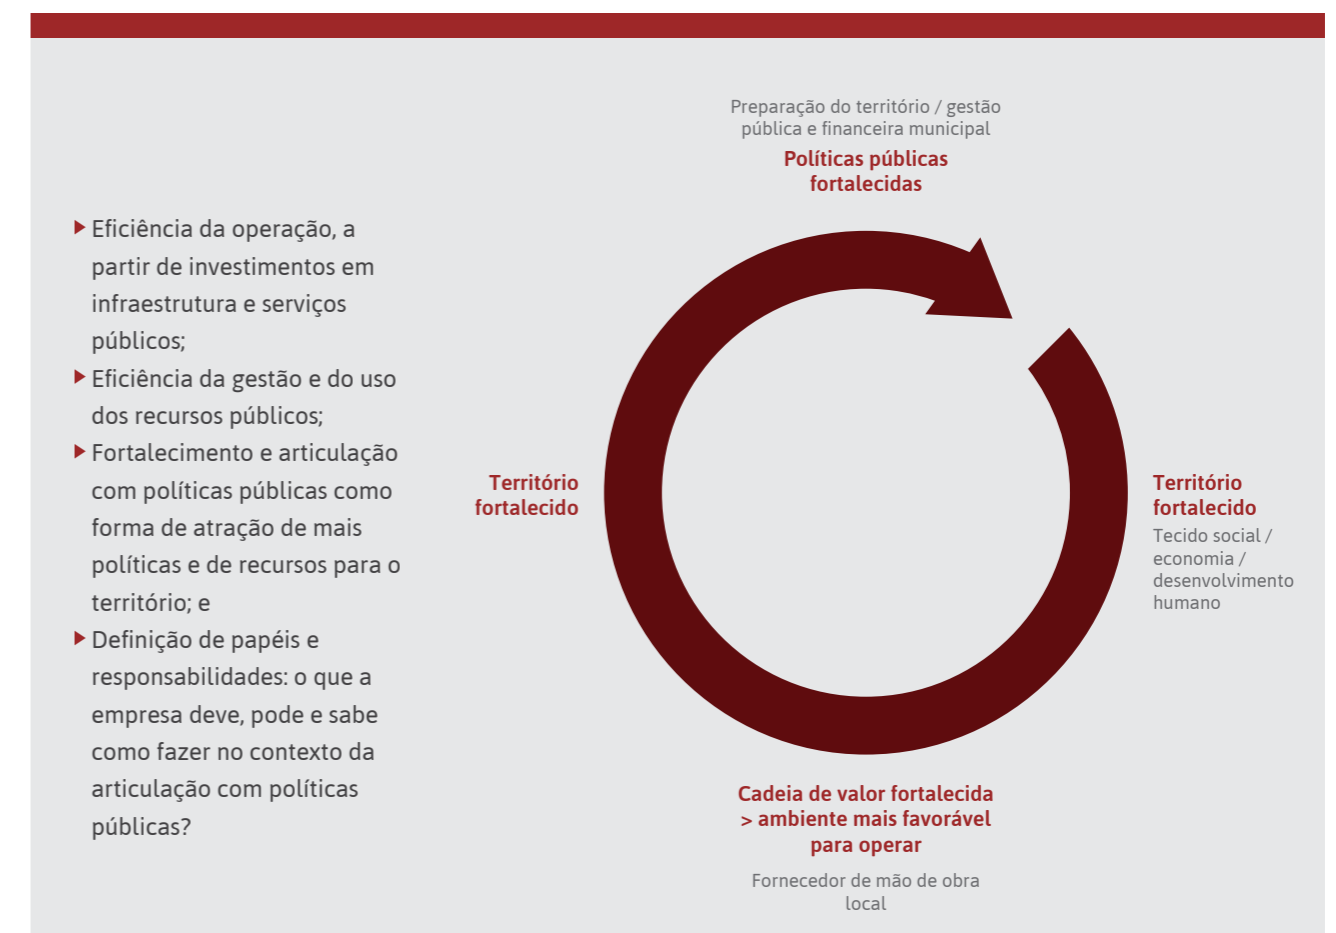 Eficiência da operação, a
partir de investimentos em
infraestrutura e serviços
públicos;
Eficiência da gestão e do uso
dos recursos públicos;
Fortalecimento e articulação
com políticas públicas como
forma de atração de mais
políticas e de recursos para o
território; e
Definição de papéis e
responsabilidades: o que a
empresa deve, pode e sabe
como fazer no contexto da
articulação com políticas
públicas?
Preparação do território / gestão
pública e financeira municipal
Políticas públicas
fortalecidas
Território
fortalecido
Tecido social /
economia /
desenvolvimento
humano
Cadeia de valor fortalecida
> ambiente mais favorável
para operar
Fornecedor de mão de obra
local
Território
fortalecido